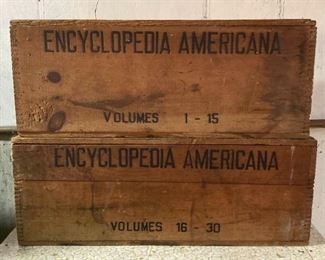 ENCYCLOPEDIA AMERICANA
VOLUMES 1 - 15
ENCYCLOPEDIA AMERICANA
VOLUMES 16 - 30